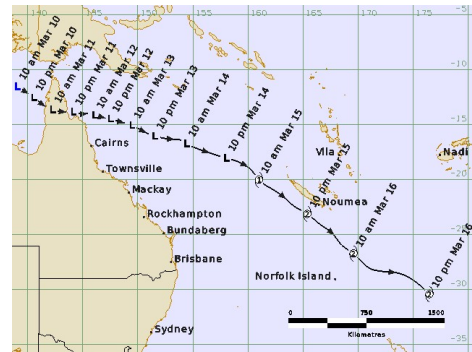 140
145
150
155
160
165
170
175
-5
-10
-15
-20
-25
-30
-35
10 am Mar 10
10 pm Mar 10
10 am Mar 11
10 pm Mar 11
10 am Mar 12
10 pm Mar 12
10 am Mar 13
10 pm Mar 13
10 am Mar 14
10 pm Mar 14
10 am Mar 15
10 pm Mar 15
10 am Mar 16
10 pm Mar 16
L
L
L
L
L
L
L
L
L
L
Cairns
Vila
Nadi
Townsville
Mackay
Noumea
Rockhampton
Bundaberg
Brisbane
Norfolk Island
Sydney
0 750 1500
Kilometres